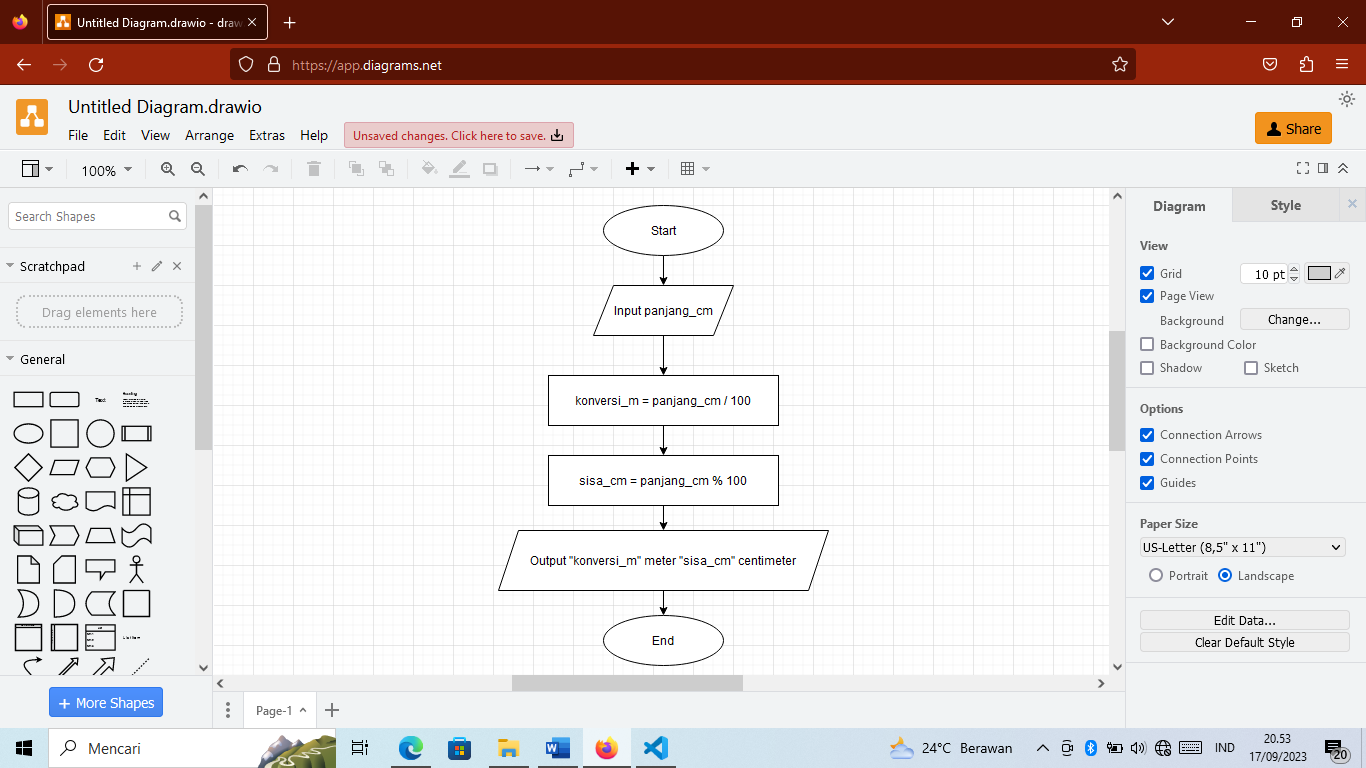 Untitled Diagram.drawio - draw
https://app.diagrams.net
Untitled Diagram.drawio
File Edit View Arrange Extras Help
Unsaved changes. Click here to save.
Share
100%
Search Shapes
Scratchpad
Drag elements here
General
Text
Heading
List Item
+ More Shapes
Start
Input panjang_cm
konversi_m = panjang_cm / 100
sisa_cm = panjang_cm % 100
Output "konversi_m" meter "sisa_cm" centimeter
End
Page-1
Diagram Style
View
Grid 10 pt
Page View
Background Change...
Background Color
Shadow Sketch
Options
Connection Arrows
Connection Points
Guides
Paper Size
US-Letter (8,5" x 11")
Portrait Landscape
Edit Data...
Clear Default Style
Mencari
24°C Berawan
IND
20.53
17/09/2023
20